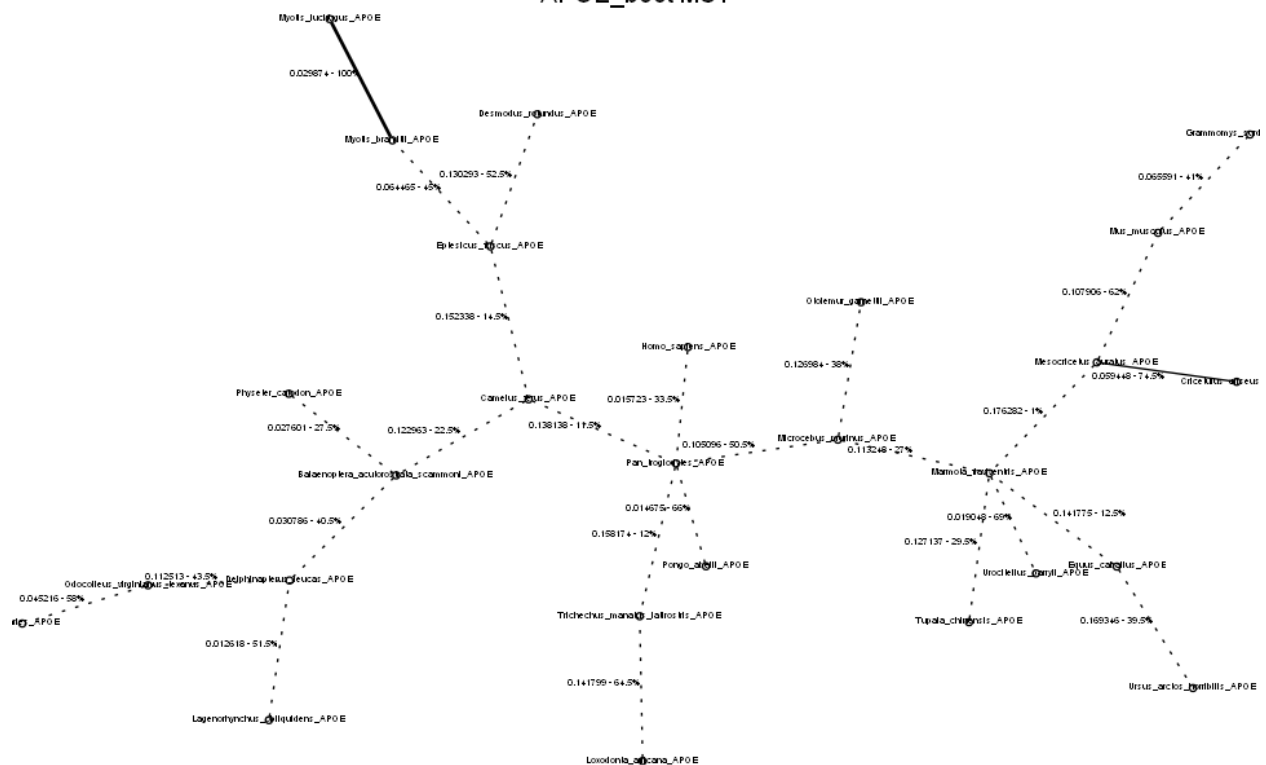 Myotis_lucifugus_APOE
0.029874 - 100%
Desmodus_rotundus_APOE
Grammomys_surd
Myotis_brandtii_APOE
0.130293 - 52.5%
0.065591 - 41%
0.064465 - 45%
Mus_musculus_APOE
Eptesicus_fuscus_APOE
0.107906 - 62%
Otolemur_garnettii_APOE
0.152338 - 14.5%
Homo_sapiens_APOE
Mesocricetus_auratus_APOE
0.126984 - 38%
0.059448 - 74.5%
Cricetulus_griseus
Physeter_catodon_APOE
Camelus_ferus_APOE
0.015723 - 33.5%
0.176282 - 1%
0.027601 - 27.5%
0.122963 - 22.5%
0.138138 - 11.5%
0.105096 - 50.5%
Microcebus_murinus_APOE
0.113248 - 27%
Pan_troglodytes_APOE
Balaenoptera_acutorostrata_scammoni_APOE
Marmota_flaviventris_APOE
0.014675 - 66%
0.141775 - 12.5%
0.030786 - 40.5%
0.019048 - 69%
0.158174 - 12%
0.127137 - 29.5%
Pongo_abelii_APOE
Equus_caballus_APOE
0.112513 - 43.5%
Urocitellus_parryii_APOE
Odocoileus_virginianus_texanus_APOE
Delphinapterus_leucas_APOE
0.045216 - 58%
Trichechus_manatus_latirostris_APOE
Tupaia_chinensis_APOE
0.169346 - 39.5%
_APOE
0.012618 - 51.5%
0.141799 - 64.5%
Ursus_arctos_horribilis_APOE
Lagenorhynchus_obliquidens_APOE
Loxodonta_africana_APOE